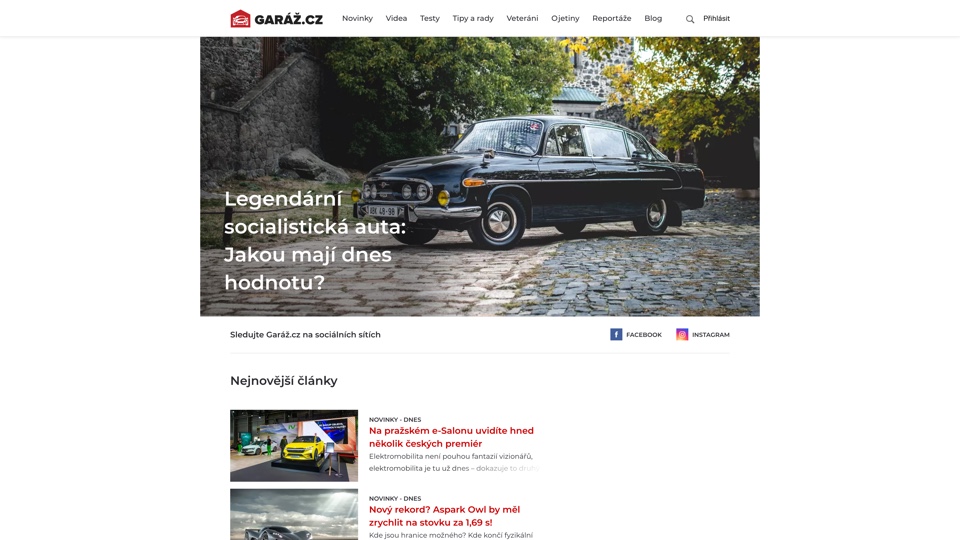 GARÁŽ.CZ
Novinky
Videa
Testy
Tipy a rady
Veteráni
Ojetiny
Reportáže
Blog
Přihlásit
Legendární
socialistická auta:
Jakou mají dnes
hodnotu?
Sledujte Garáž.cz na sociálních sítích
FACEBOOK
INSTAGRAM
Nejnovější články
NOVINKY - DNES
Na pražském e-Salonu uvidíte hned
několik českých premiér
Elektromobilita není pouhou fantazií vizionářů,
elektromobilita je tu už dnes – dokazuje to druhý
NOVINKY - DNES
Nový rekord? Aspark Owl by měl
zrychlit na stovku za 1,69 s!
Kde jsou hranice možného? Kde končí fyzikální